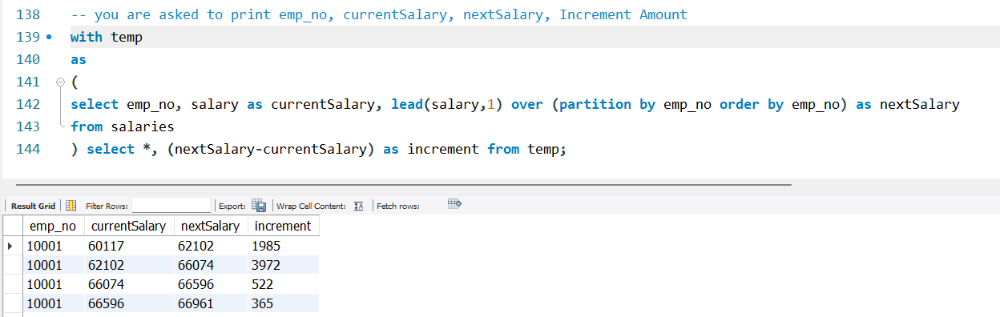 138 -- you are asked to print emp_no, currentSalary, nextSalary, Increment Amount
139 with temp
140 as
141 (
142 select emp_no, salary as currentSalary, lead(salary,1) over (partition by emp_no order by emp_no) as nextSalary
143 from salaries
144 ) select *, (nextSalary-currentSalary) as increment from temp;
Result Grid Filter Rows: Export: Wrap Cell Content: IA Fetch rows:
emp_no currentSalary nextSalary increment
10001 60117 62102 1985
10001 62102 66074 3972
10001 66074 66596 522
10001 66596 66961 365